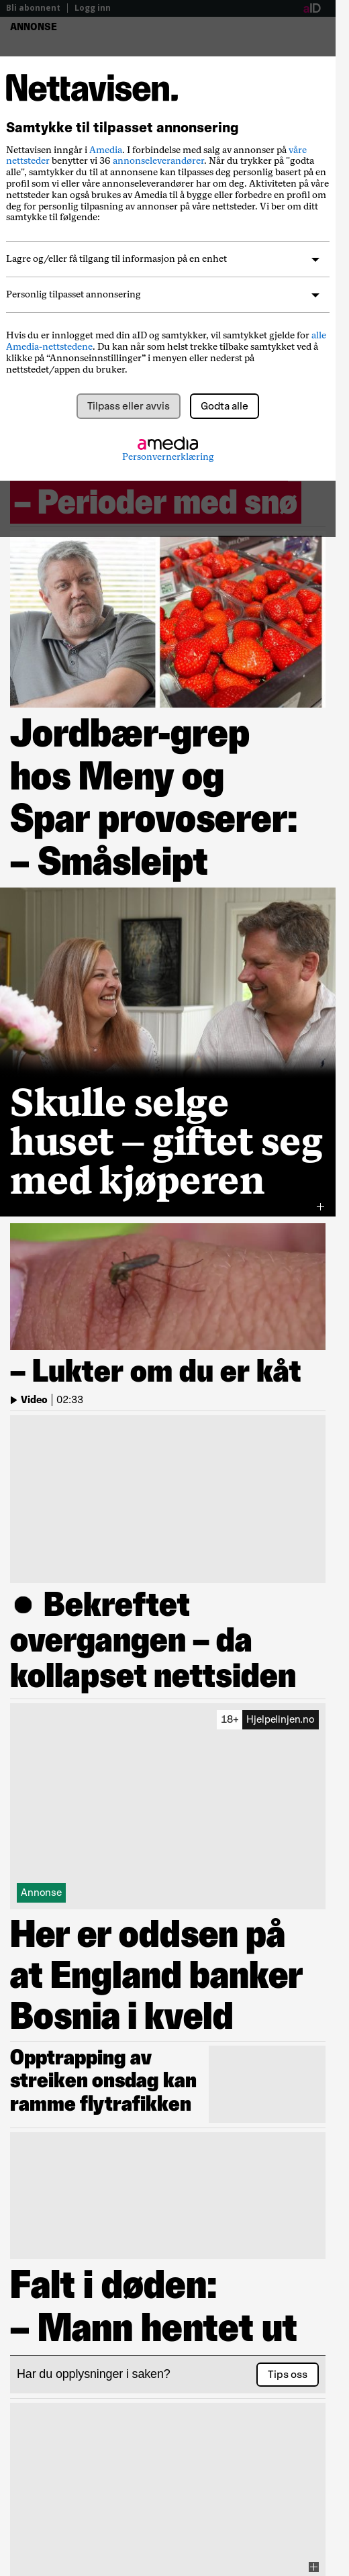 Bli abonnent | Logg inn
aID
ANNONSE
Nettavisen.
Samtykke til tilpasset annonsering
Nettavisen inngår i Amedia. I forbindelse med salg av annonser på våre
nettsteder benytter vi 36 annonseleverandører. Når du trykker på "godta
alle", samtykker du til at annonsene kan tilpasses deg personlig basert på en
profil som vi eller våre annonseleverandører har om deg. Aktiviteten på våre
nettsteder kan også brukes av Amedia til å bygge eller forbedre en profil om
deg for personlig tilpasning av annonser på våre nettsteder. Vi ber om ditt
samtykke til følgende:
Lagre og/eller få tilgang til informasjon på en enhet
Personlig tilpasset annonsering
Hvis du er innlogget med din aID og samtykker, vil samtykket gjelde for alle
Amedia-nettstedene. Du kan når som helst trekke tilbake samtykket ved å
klikke på “Annonseinnstillinger” i menyen eller nederst på
nettstedet/appen du bruker.
Tilpass eller avvis
Godta alle
amedia
Personvernerklæring
– Perioder med snø
Jordbær-grep
hos Meny og
Spar provoserer:
– Småsleipt
Skulle selge
huset – giftet seg
med kjøperen
– Lukter om du er kåt
Video | 02:33
● Bekreftet
overgangen – da
kollapset nettsiden
18+ Hjelpelinjen.no
Annonse
Her er oddsen på
at England banker
Bosnia i kveld
Opptrapping av
streiken onsdag kan
ramme flytrafikken
Falt i døden:
– Mann hentet ut
Har du opplysninger i saken?
Tips oss